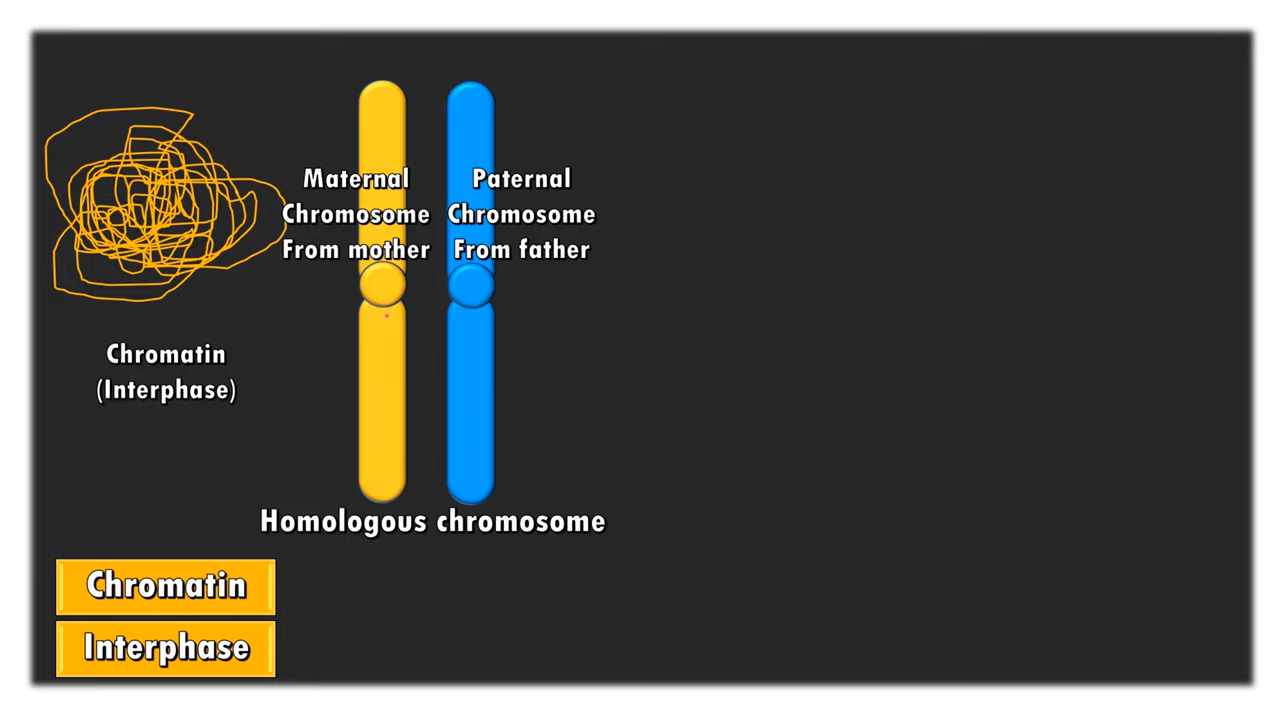 Maternal
Chromosome
From mother
Paternal
Chromosome
From father
Chromatin
(Interphase)
Homologous chromosome
Chromatin
Interphase